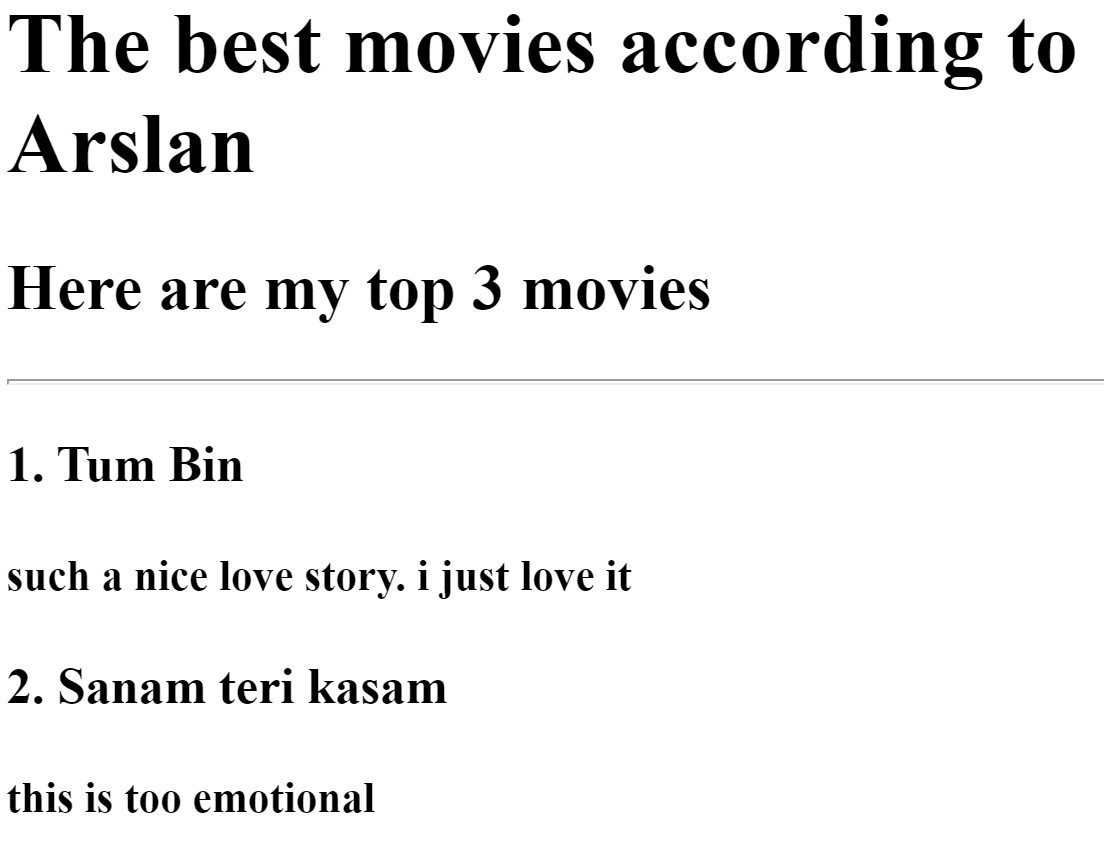 The best movies according to
Arslan
Here are my top 3 movies
1. Tum Bin
such a nice love story. i just love it
2. Sanam teri kasam
this is too emotional